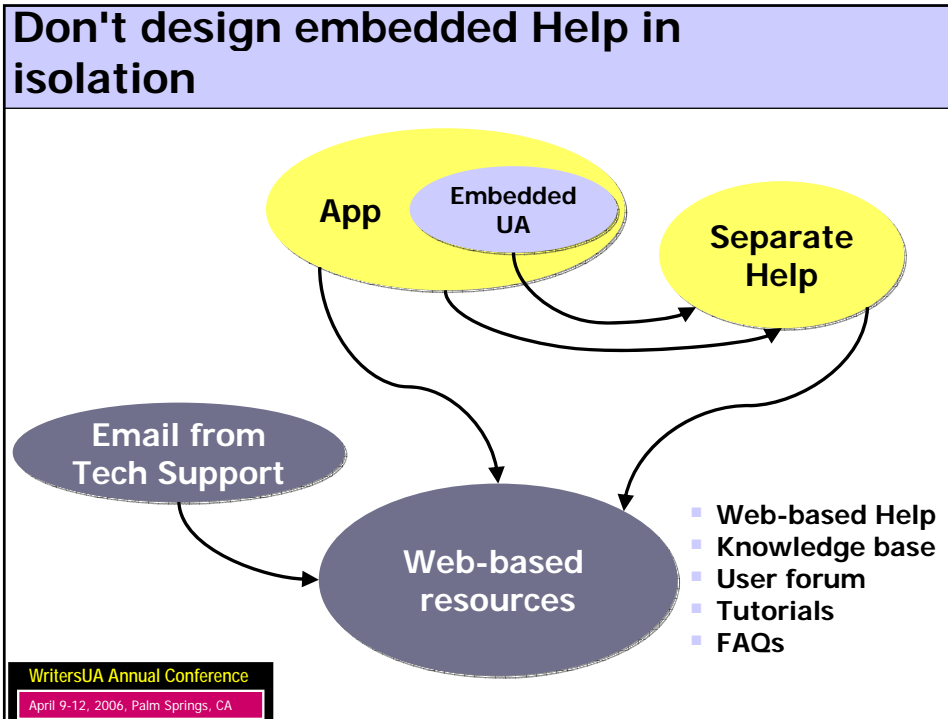 Don't design embedded Help in
isolation
App
Embedded
UA
Separate
Help
Email from
Tech Support
Web-based
resources
Web-based Help
Knowledge base
User forum
Tutorials
FAQs
WritersUA Annual Conference
April 9-12, 2006, Palm Springs, CA